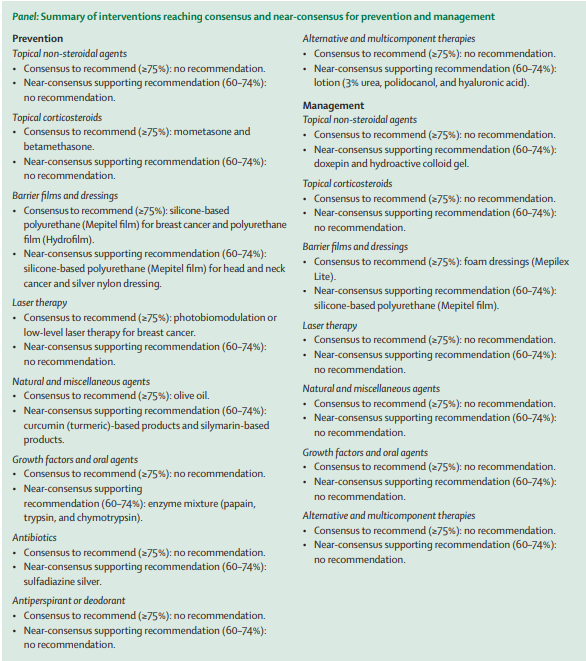 Panel: Summary of interventions reaching consensus and near-consensus for prevention and management
Prevention
Topical non-steroidal agents
• Consensus to recommend (≥75%): no recommendation.
• Near-consensus supporting recommendation (60–74%):
no recommendation.
Topical corticosteroids
• Consensus to recommend (≥75%): mometasone and
betamethasone.
• Near-consensus supporting recommendation (60–74%):
no recommendation.
Barrier films and dressings
• Consensus to recommend (≥75%): silicone-based
polyurethane (Mepitel film) for breast cancer and polyurethane
film (Hydrofilm).
• Near-consensus supporting recommendation (60–74%):
silicone-based polyurethane (Mepitel film) for head and neck
cancer and silver nylon dressing.
Laser therapy
• Consensus to recommend (≥75%): photobiomodulation or
low-level laser therapy for breast cancer.
• Near-consensus supporting recommendation (60–74%):
no recommendation.
Natural and miscellaneous agents
• Consensus to recommend (≥75%): olive oil.
• Near-consensus supporting recommendation (60–74%):
curcumin (turmeric)-based products and silymarin-based
products.
Growth factors and oral agents
• Consensus to recommend (≥75%): no recommendation.
• Near-consensus supporting
recommendation (60–74%): enzyme mixture (papain,
trypsin, and chymotrypsin).
Antibiotics
• Consensus to recommend (≥75%): no recommendation.
• Near-consensus supporting recommendation (60–74%):
sulfadiazine silver.
Antiperspirant or deodorant
• Consensus to recommend (≥75%): no recommendation.
• Near-consensus supporting recommendation (60–74%):
no recommendation.
Alternative and multicomponent therapies
• Consensus to recommend (≥75%): no recommendation.
• Near-consensus supporting recommendation (60–74%):
lotion (3% urea, polidocanol, and hyaluronic acid).
Management
Topical non-steroidal agents
• Consensus to recommend (≥75%): no recommendation.
• Near-consensus supporting recommendation (60–74%):
doxepin and hydroactive colloid gel.
Topical corticosteroids
• Consensus to recommend (≥75%): no recommendation.
• Near-consensus supporting recommendation (60–74%):
no recommendation.
Barrier films and dressings
• Consensus to recommend (≥75%): foam dressings (Mepilex
Lite).
• Near-consensus supporting recommendation (60–74%):
silicone-based polyurethane (Mepitel film).
Laser therapy
• Consensus to recommend (≥75%): no recommendation.
• Near-consensus supporting recommendation (60–74%):
no recommendation.
Natural and miscellaneous agents
• Consensus to recommend (≥75%): no recommendation.
• Near-consensus supporting recommendation (60–74%):
no recommendation.
Growth factors and oral agents
• Consensus to recommend (≥75%): no recommendation.
• Near-consensus supporting recommendation (60–74%):
no recommendation.
Alternative and multicomponent therapies
• Consensus to recommend (≥75%): no recommendation.
• Near-consensus supporting recommendation (60–74%):
no recommendation.